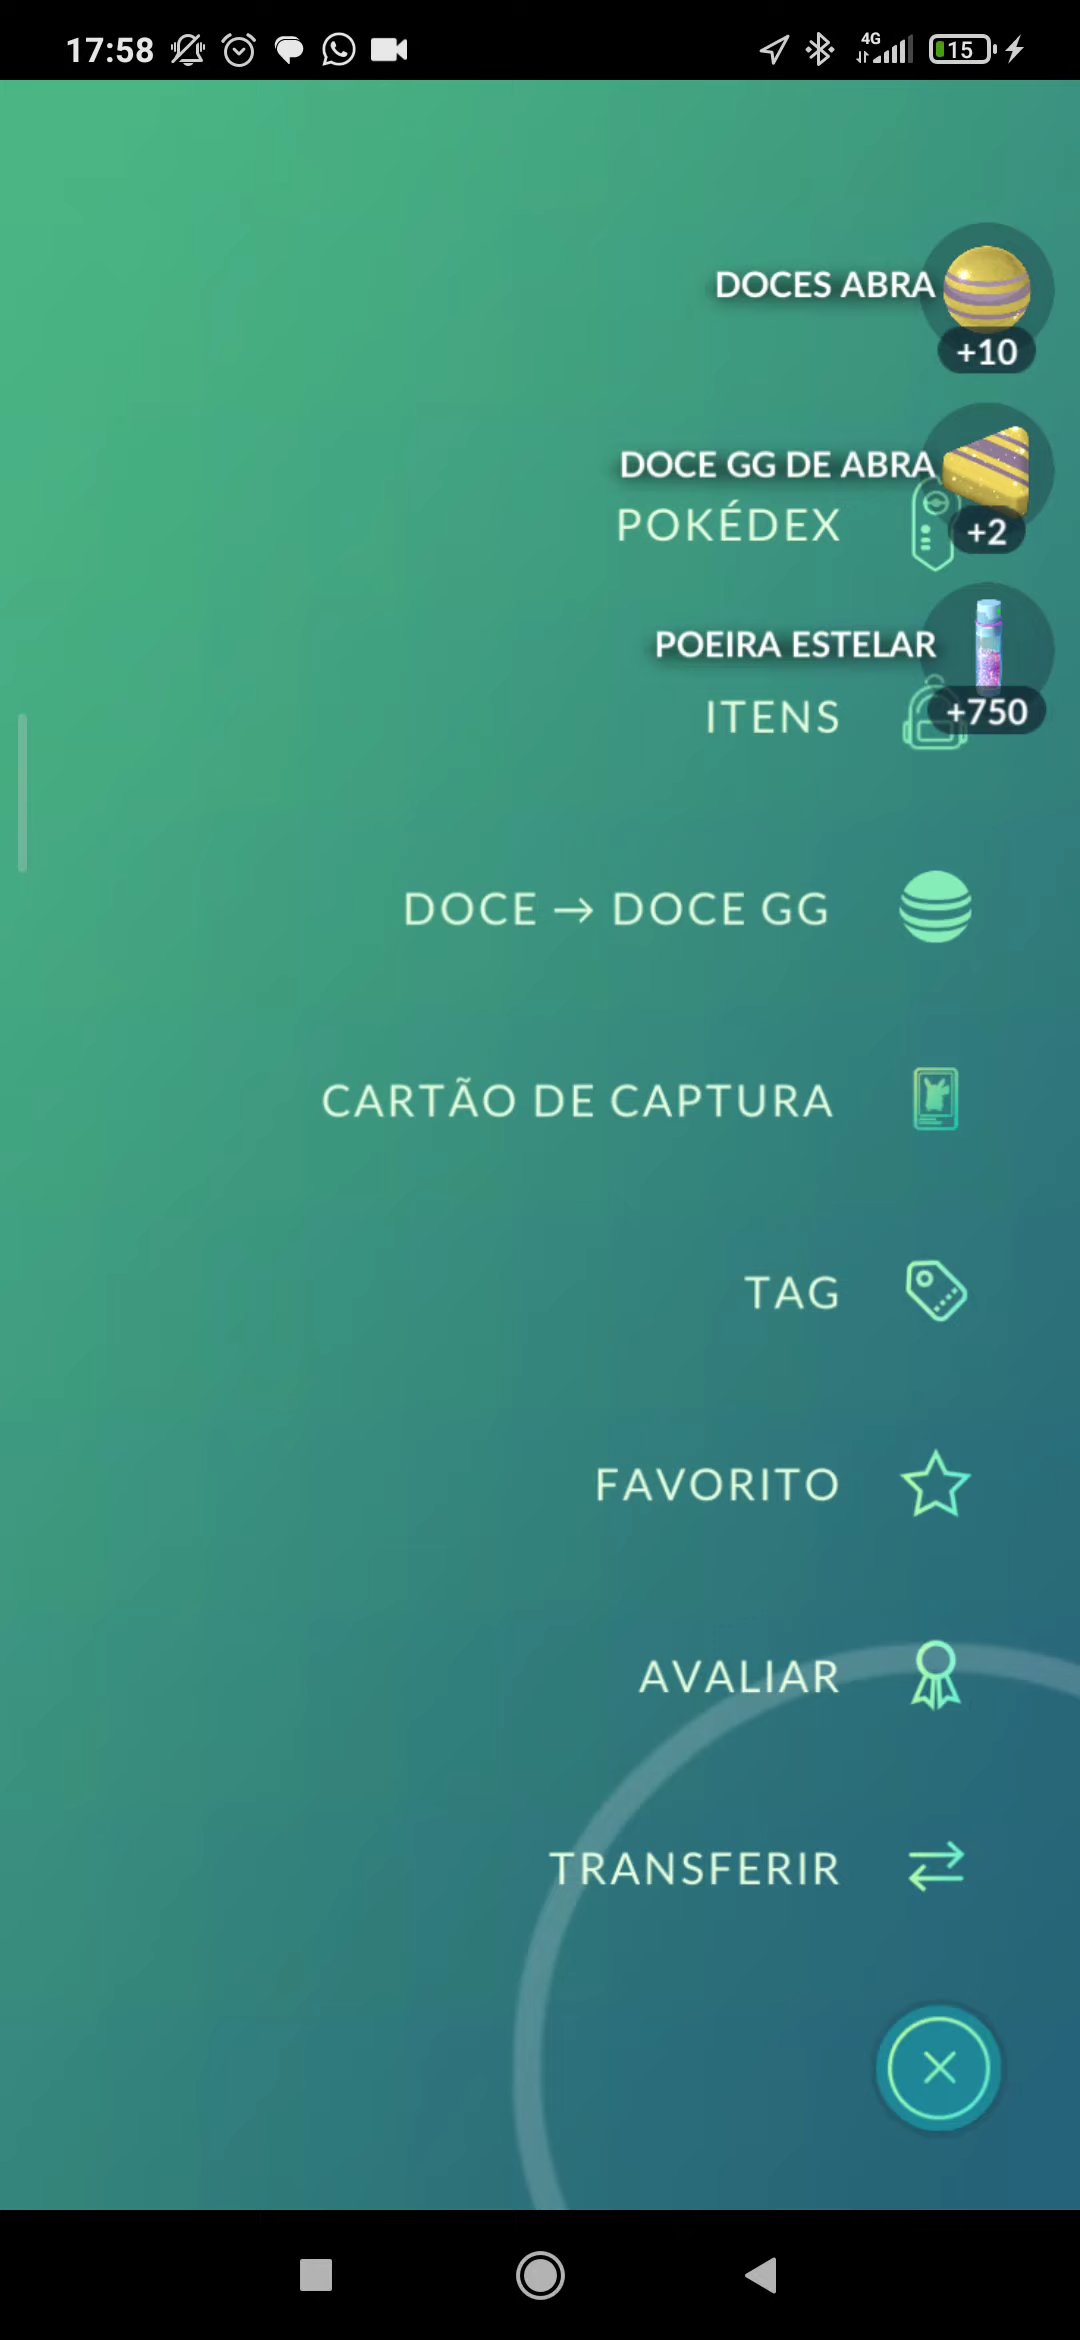 17:58
4G
15
DOCES ABRA
+10
DOCE GG DE ABRA
+2
POKÉDEX
POEIRA ESTELAR
+750
ITENS
DOCE → DOCE GG
CARTÃO DE CAPTURA
TAG
FAVORITO
AVALIAR
TRANSFERIR